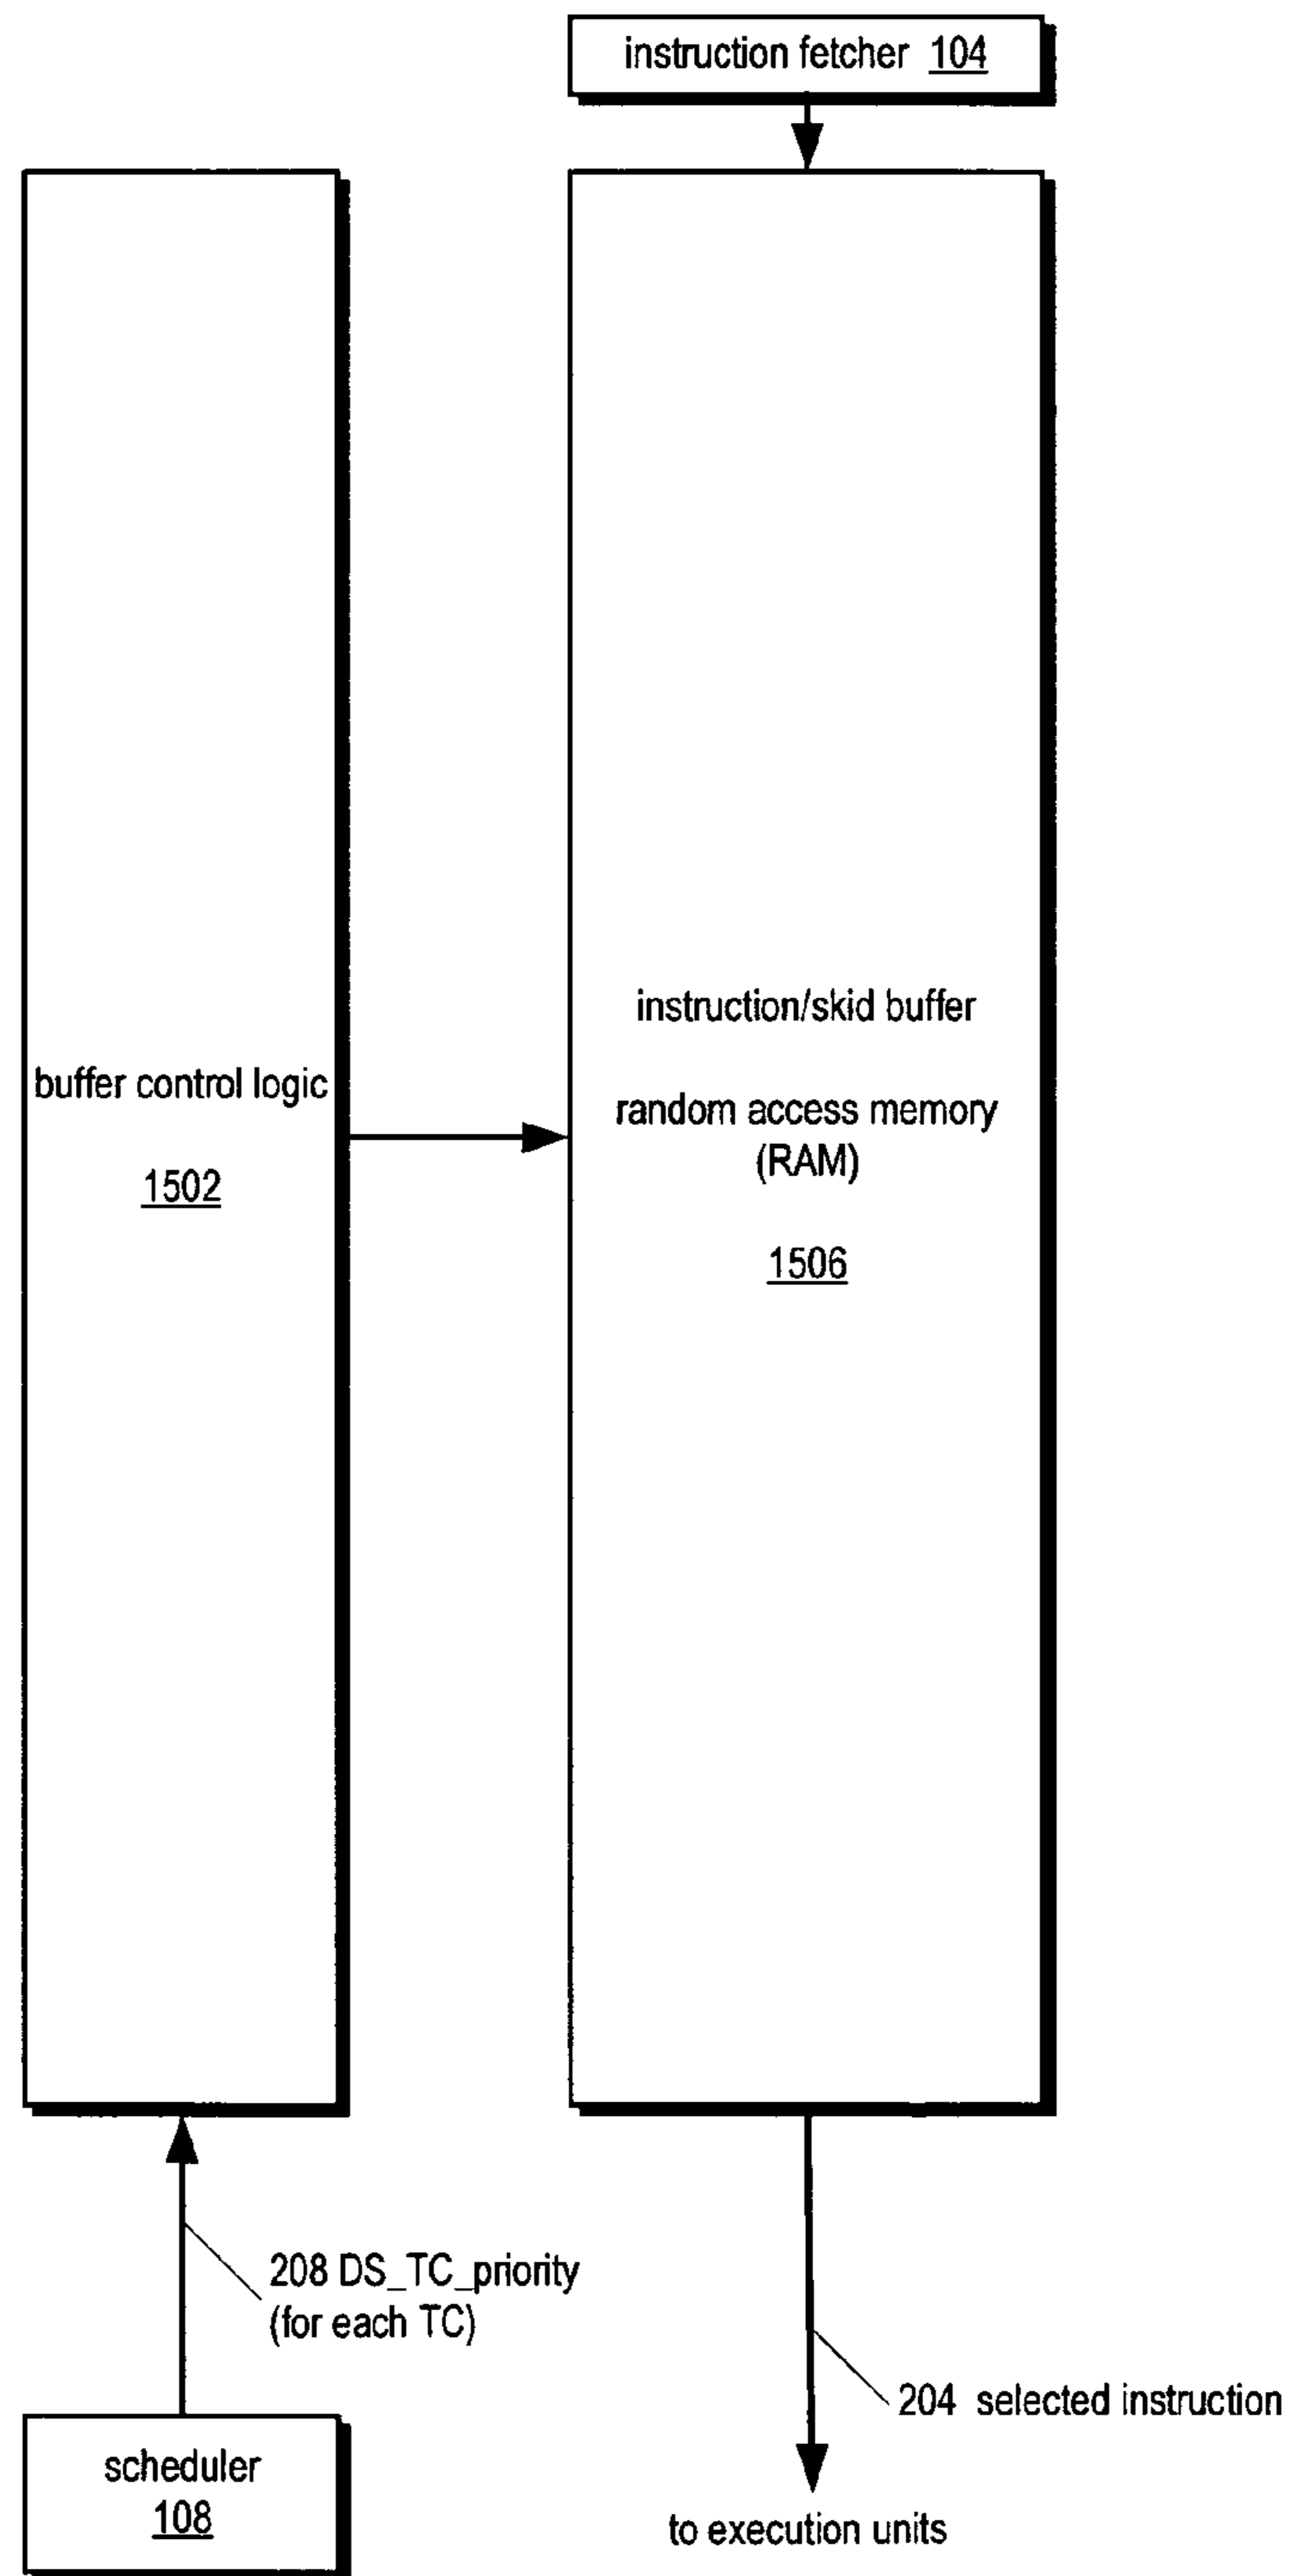 instruction fetcher 104
buffer control logic
1502
instruction/skid buffer
random access memory
(RAM)
1506
208 DS_TC_priority
(for each TC)
204 selected instruction
scheduler
108
to execution units